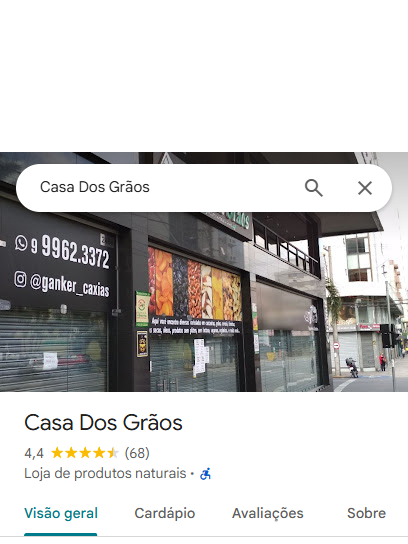 Casa Dos Grãos
9 9962.3372
@ganker_caxias
Casa Dos Grãos
4,4 (68)
Loja de produtos naturais •
Visão geral Cardápio Avaliações Sobre